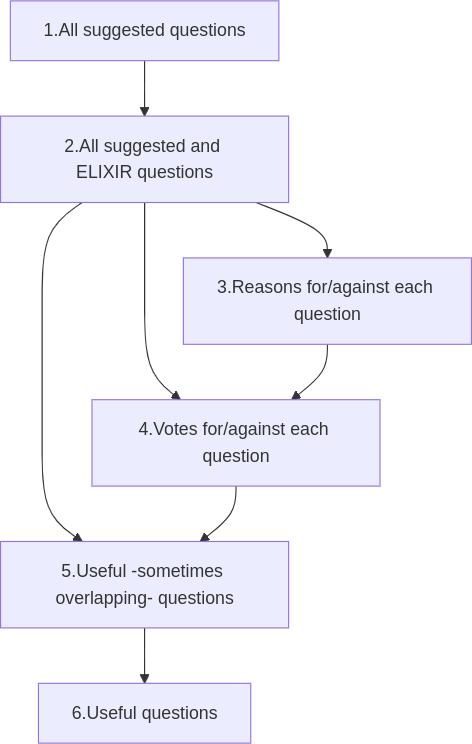 1.All suggested questions
2.All suggested and
ELIXIR questions
3.Reasons for/against each
question
4.Votes for/against each
question
5.Useful -sometimes
overlapping- questions
6.Useful questions